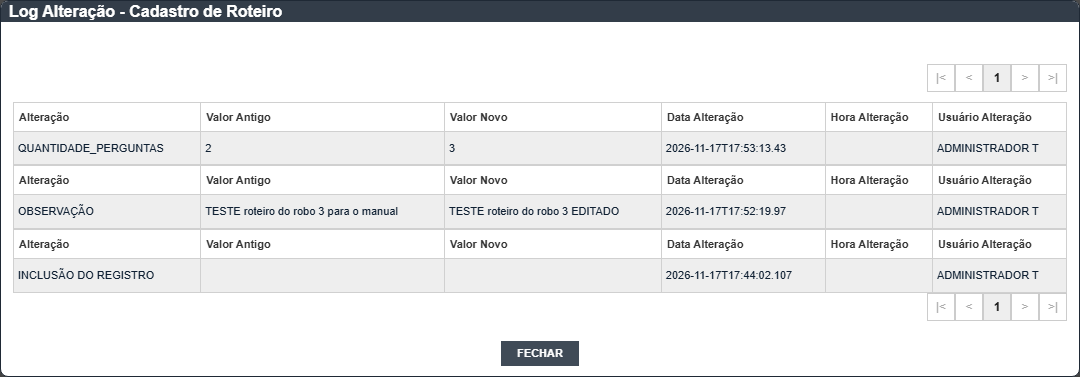 Log Alteração - Cadastro de Roteiro
|< < 1 > >|
Alteração Valor Antigo Valor Novo Data Alteração Hora Alteração Usuário Alteração
QUANTIDADE_PERGUNTAS 2 3 2026-11-17T17:53:13.43 ADMINISTRADOR T
Alteração Valor Antigo Valor Novo Data Alteração Hora Alteração Usuário Alteração
OBSERVAÇÃO TESTE roteiro do robo 3 para o manual TESTE roteiro do robo 3 EDITADO 2026-11-17T17:52:19.97 ADMINISTRADOR T
Alteração Valor Antigo Valor Novo Data Alteração Hora Alteração Usuário Alteração
INCLUSÃO DO REGISTRO 2026-11-17T17:44:02.107 ADMINISTRADOR T
|< < 1 > >|
FECHAR